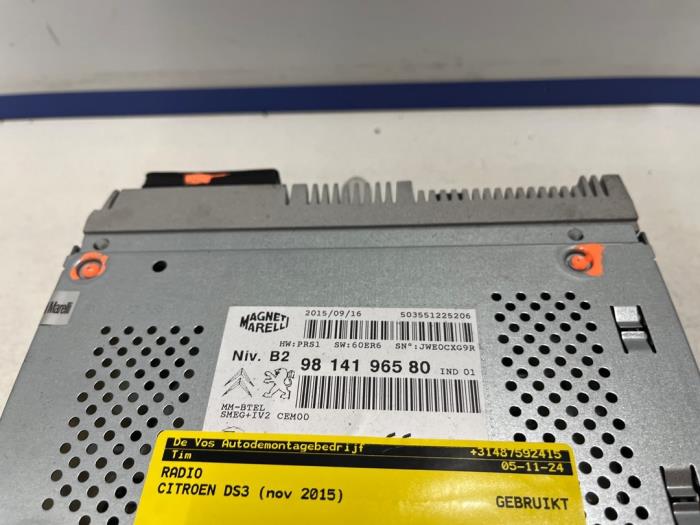 Marelli
MAGNETI
MARELLI
2015/09/16 503551225206
HW:PRS1 SW:60ER6 SN°:JWEOCXG9R
Niv. B2 98 141 965 80 IND 01
MM-BTEL
SMEG+IV2 CEM00
De Vos Autodemontagebedrijf +31487592415
Tim 05-11-24
RADIO
CITROEN DS3 (nov 2015)
GEBRUIKT